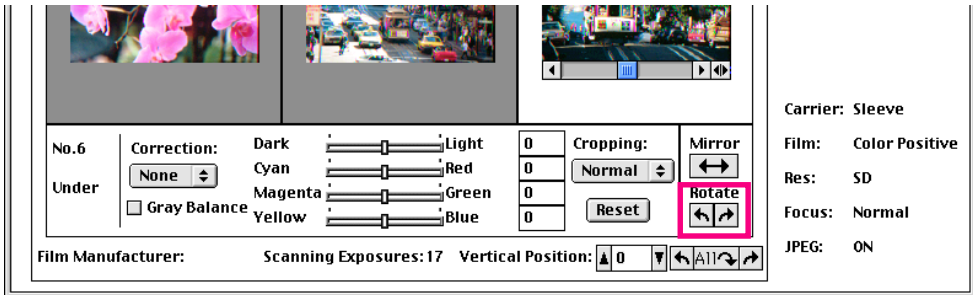 No.6
Under
Correction:
None
Gray Balance
Dark Light 0
Cyan Red 0
Magenta Green 0
Yellow Blue 0
Cropping:
Normal
Reset
Mirror
Rotate
Film Manufacturer: Scanning Exposures: 17 Vertical Position: 0 All
Carrier: Sleeve
Film: Color Positive
Res: SD
Focus: Normal
JPEG: ON